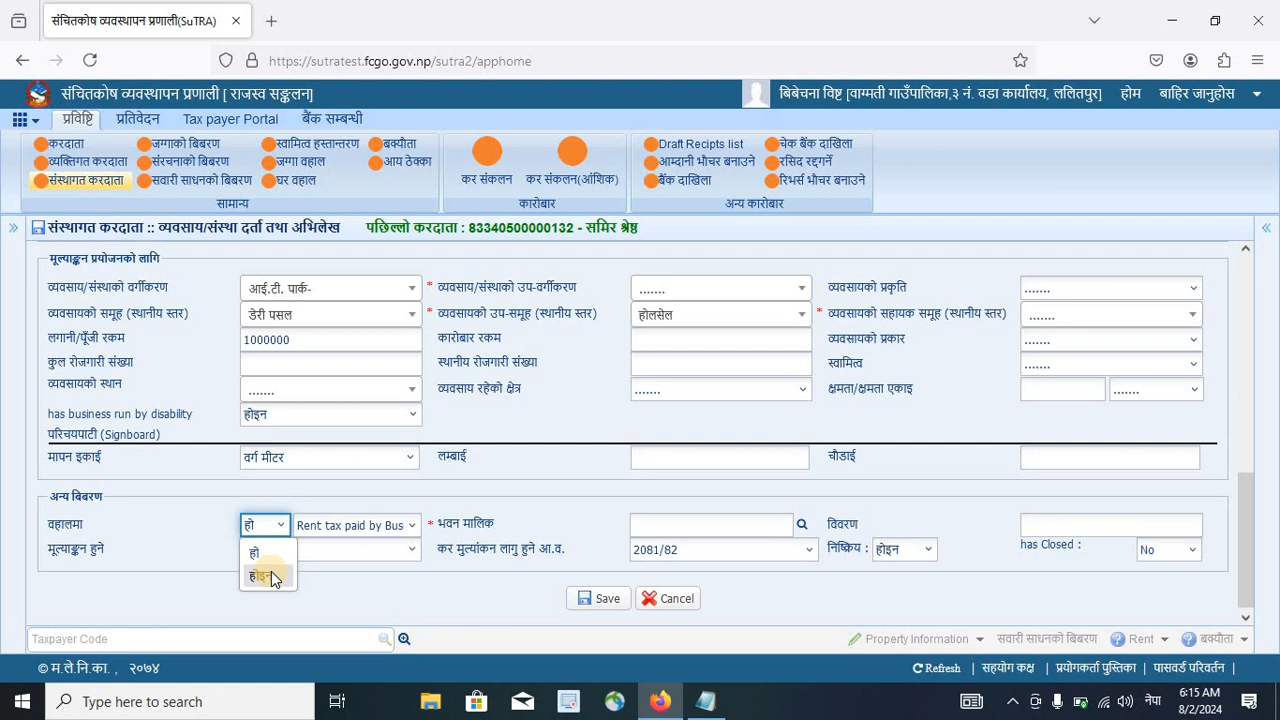 संचितकोष व्यवस्थापन प्रणाली(SuTRA)
https://sutratest.fcgo.gov.np/sutra2/apphome
संचितकोष व्यवस्थापन प्रणाली [ राजस्व सङ्कलन]
बिबेचना विष्ट [वाग्मती गाउँपालिका,३ नं. वडा कार्यालय, ललितपुर] होम बाहिर जानुहोस
प्रविष्टि प्रतिवेदन Tax payer Portal बैंक सम्बन्धी
करदाता जग्गाको बिबरण स्वामित्व हस्तान्तरण बक्यौता Draft Recipts list चेक बैंक दाखिला
व्यक्तिगत करदाता संरचनाको बिबरण जग्गा वहाल आय ठेक्का आम्दानी भौचर बनाउने रसिद रद्दगर्ने
संस्थागत करदाता सवारी साधनको बिबरण घर वहाल कर संकलन कर संकलन(आंशिक) बैंक दाखिला रिभर्स भौचर बनाउने
सामान्य कारोबार अन्य कारोबार
संस्थागत करदाता :: व्यवसाय/संस्था दर्ता तथा अभिलेख पछिल्लो करदाता : 83340500000132 - समिर श्रेष्ठ
मूल्याङ्कन प्रयोजनको लागि
व्यवसाय/संस्थाको वर्गीकरण आई.टी. पार्क- * व्यवसाय/संस्थाको उप-वर्गीकरण ....... व्यवसायको प्रकृति .......
व्यवसायको समूह (स्थानीय स्तर) डेरी पसल * व्यवसायको उप-समूह (स्थानीय स्तर) होलसेल * व्यवसायको सहायक समूह (स्थानीय स्तर) .......
लगानी/पूँजी रकम 1000000 कारोबार रकम व्यवसायको प्रकार .......
कुल रोजगारी संख्या स्थानीय रोजगारी संख्या स्वामित्व .......
व्यवसायको स्थान ....... व्यवसाय रहेको क्षेत्र ....... क्षमता/क्षमता एकाइ .......
has business run by disability होइन
परिचयपाटी (Signboard)
मापन इकाई वर्ग मीटर लम्बाई चौडाई
अन्य बिबरण
वहालमा हो Rent tax paid by Bus * भवन मालिक विवरण
मूल्याङ्कन हुने कर मुल्यांकन लागु हुने आ.व. 2081/82 निष्क्रिय : होइन has Closed : No
हो
होइन
Save Cancel
Taxpayer Code Property Information सवारी साधनको बिबरण Rent बक्यौता
© म.ले.नि.का. , २०७४ Refresh सहयोग कक्ष प्रयोगकर्ता पुस्तिका पासवर्ड परिवर्तन
Type here to search नेपा 6:15 AM
8/2/2024